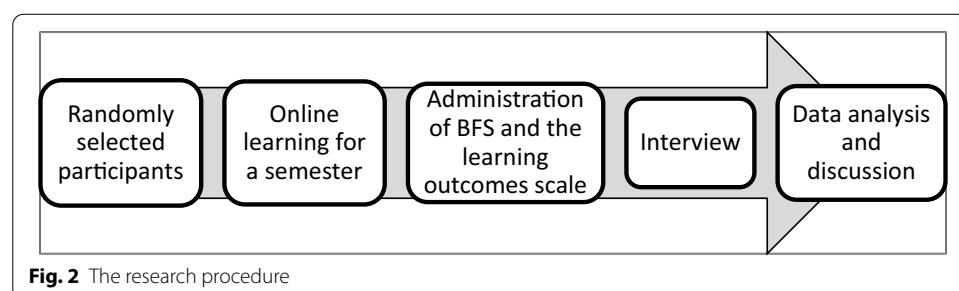 Randomly
selected
participants
Online
learning for
a semester
Administration
of BFS and the
learning
outcomes scale
Interview
Data analysis
and
discussion
Fig. 2 The research procedure